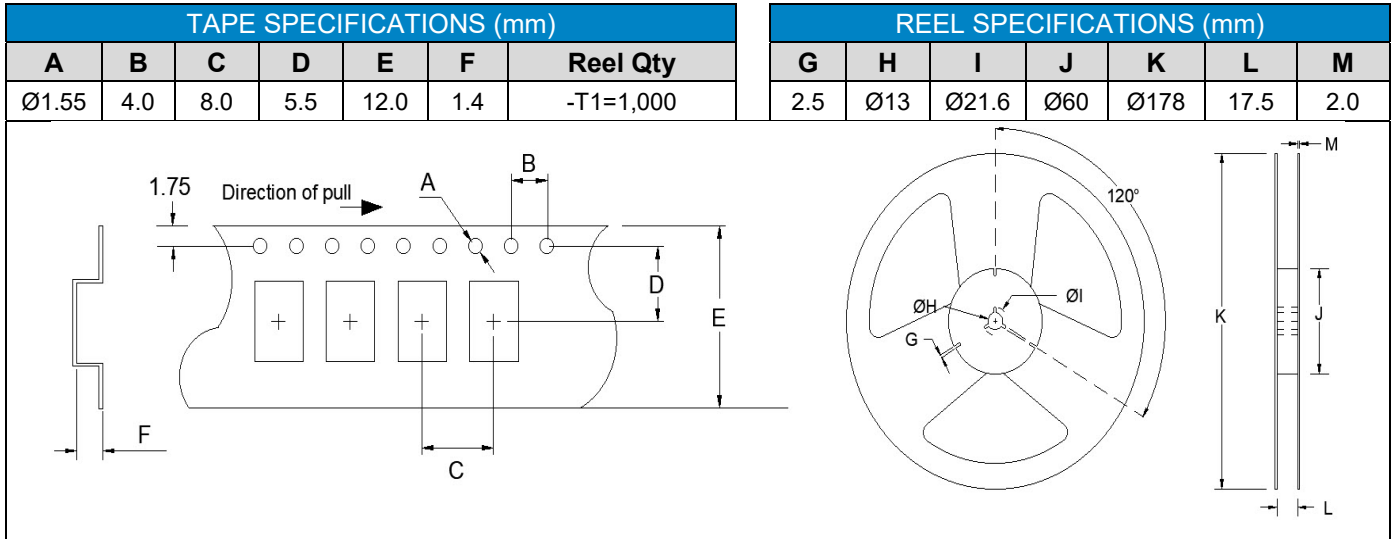 TAPE SPECIFICATIONS (mm)
A B C D E F Reel Qty
Ø1.55 4.0 8.0 5.5 12.0 1.4 -T1=1,000
REEL SPECIFICATIONS (mm)
G H I J K L M
2.5 Ø13 Ø21.6 Ø60 Ø178 17.5 2.0
1.75
Direction of pull
A
B
D
E
F
C
120°
ØH
ØI
G
M
K
J
L